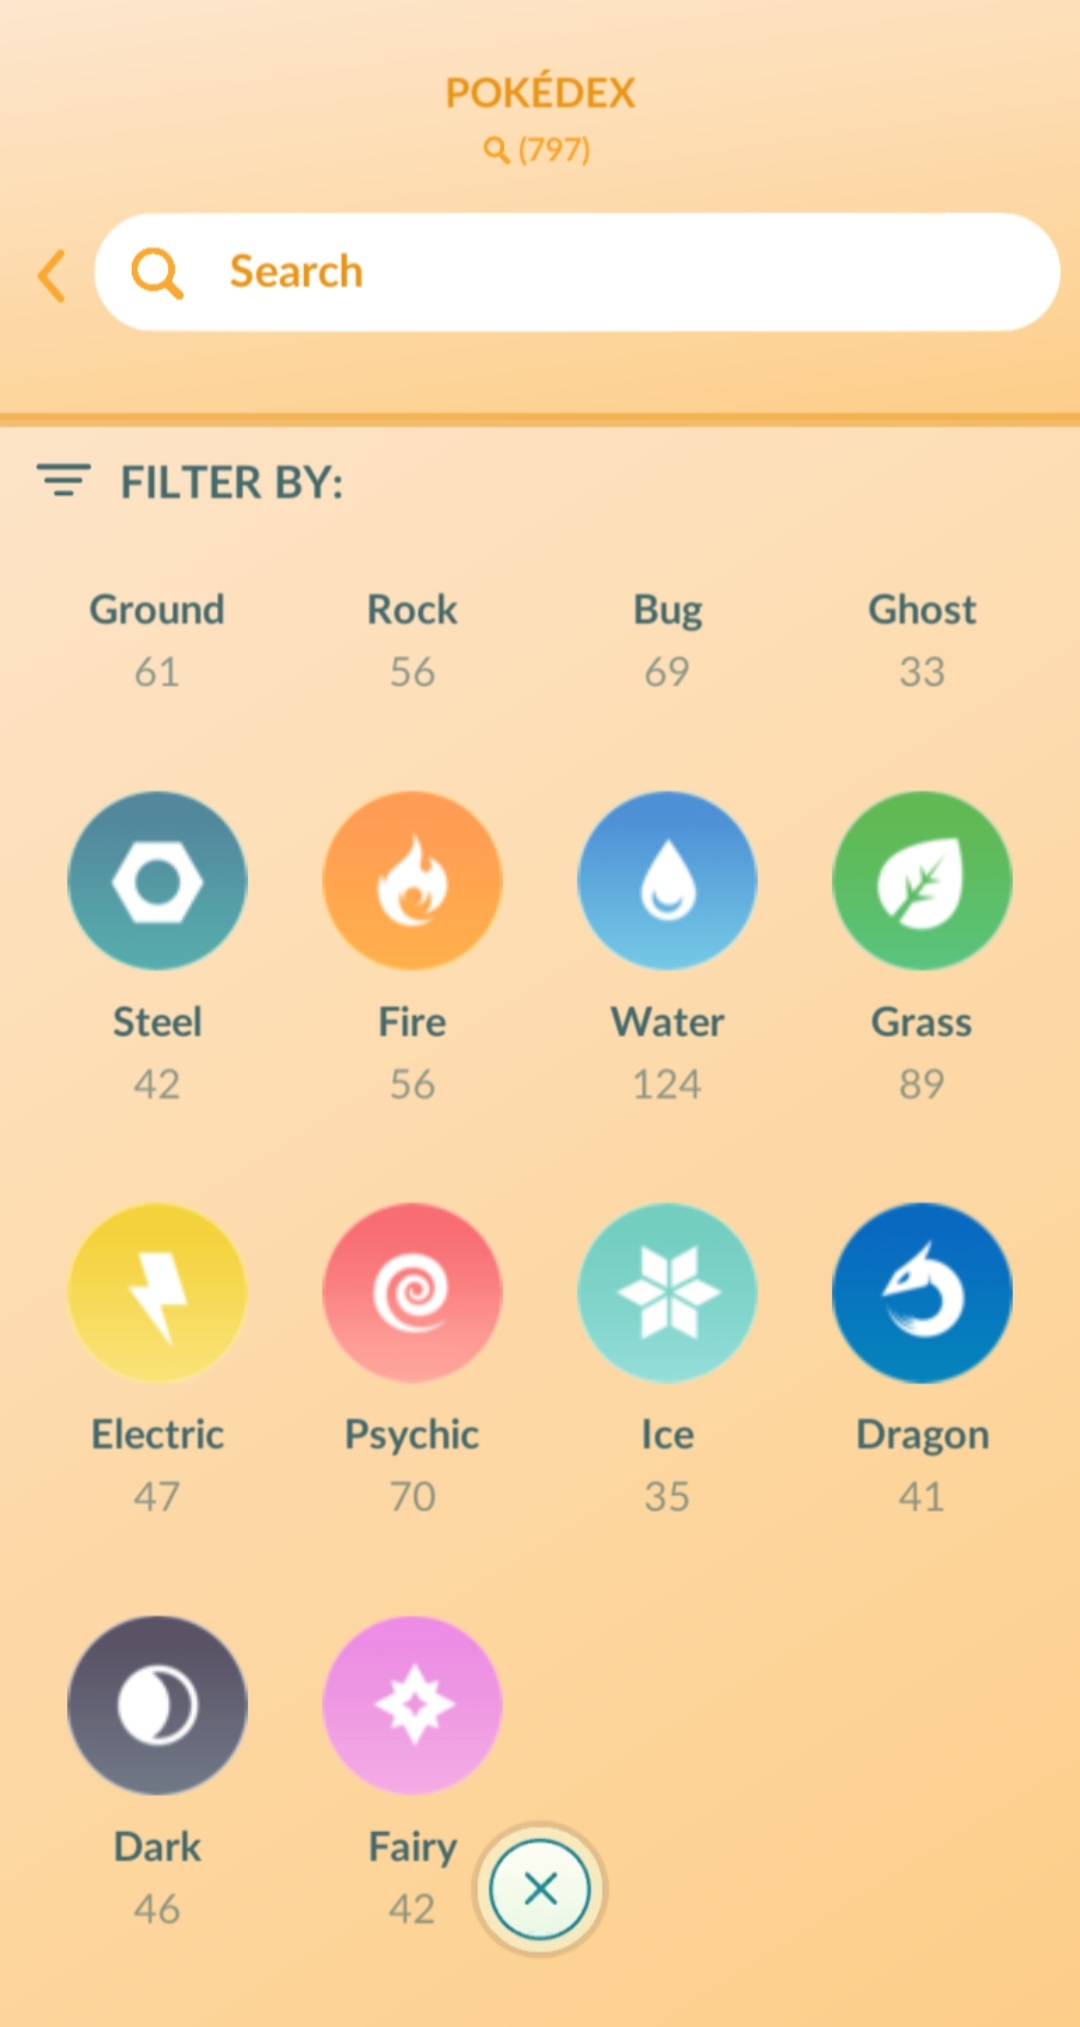 POKÉDEX
(797)
Search
FILTER BY:
Ground Rock Bug Ghost
61 56 69 33
Steel Fire Water Grass
42 56 124 89
Electric Psychic Ice Dragon
47 70 35 41
Dark Fairy
46 42